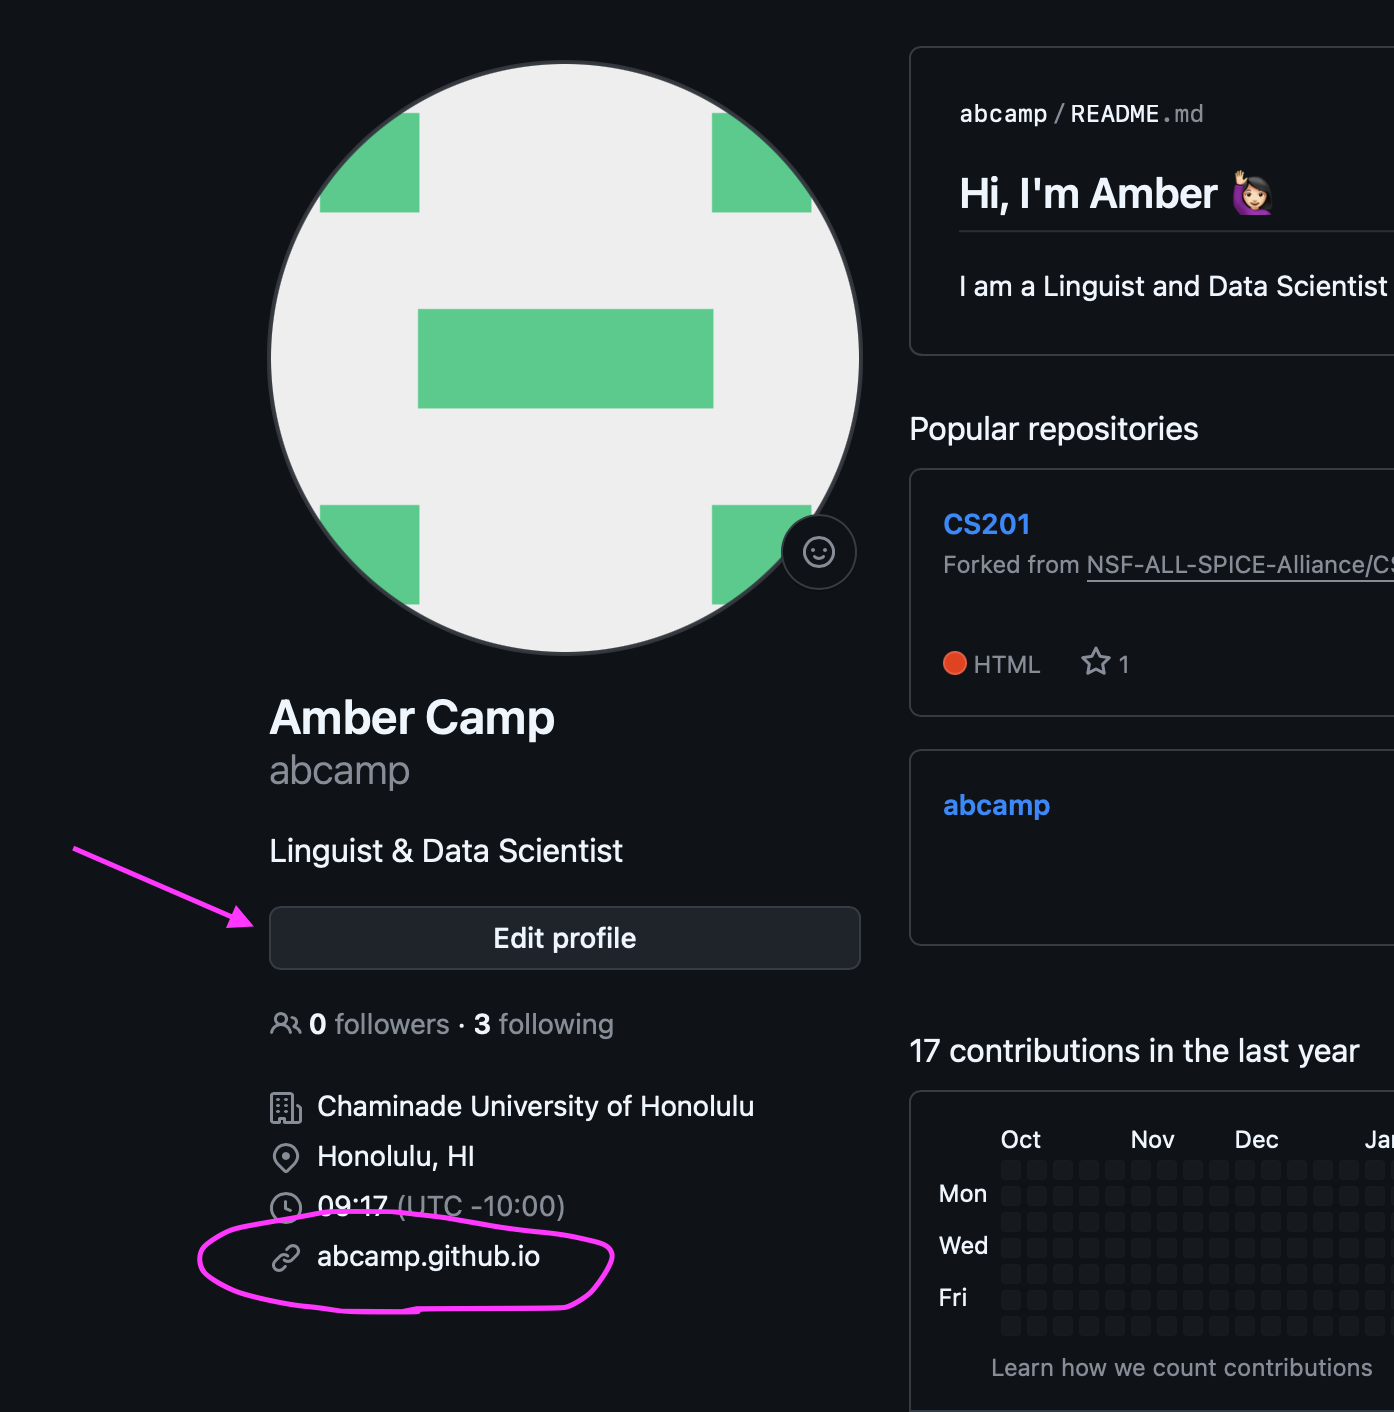 abcamp / README.md
Hi, I'm Amber
I am a Linguist and Data Scientist
Popular repositories
CS201
Forked from NSF-ALL-SPICE-Alliance/CS
HTML 1
abcamp
17 contributions in the last year
Oct Nov Dec Jan
Mon
Wed
Fri
Learn how we count contributions
Amber Camp
abcamp
Linguist & Data Scientist
Edit profile
0 followers · 3 following
Chaminade University of Honolulu
Honolulu, HI
09:17 (UTC -10:00)
abcamp.github.io